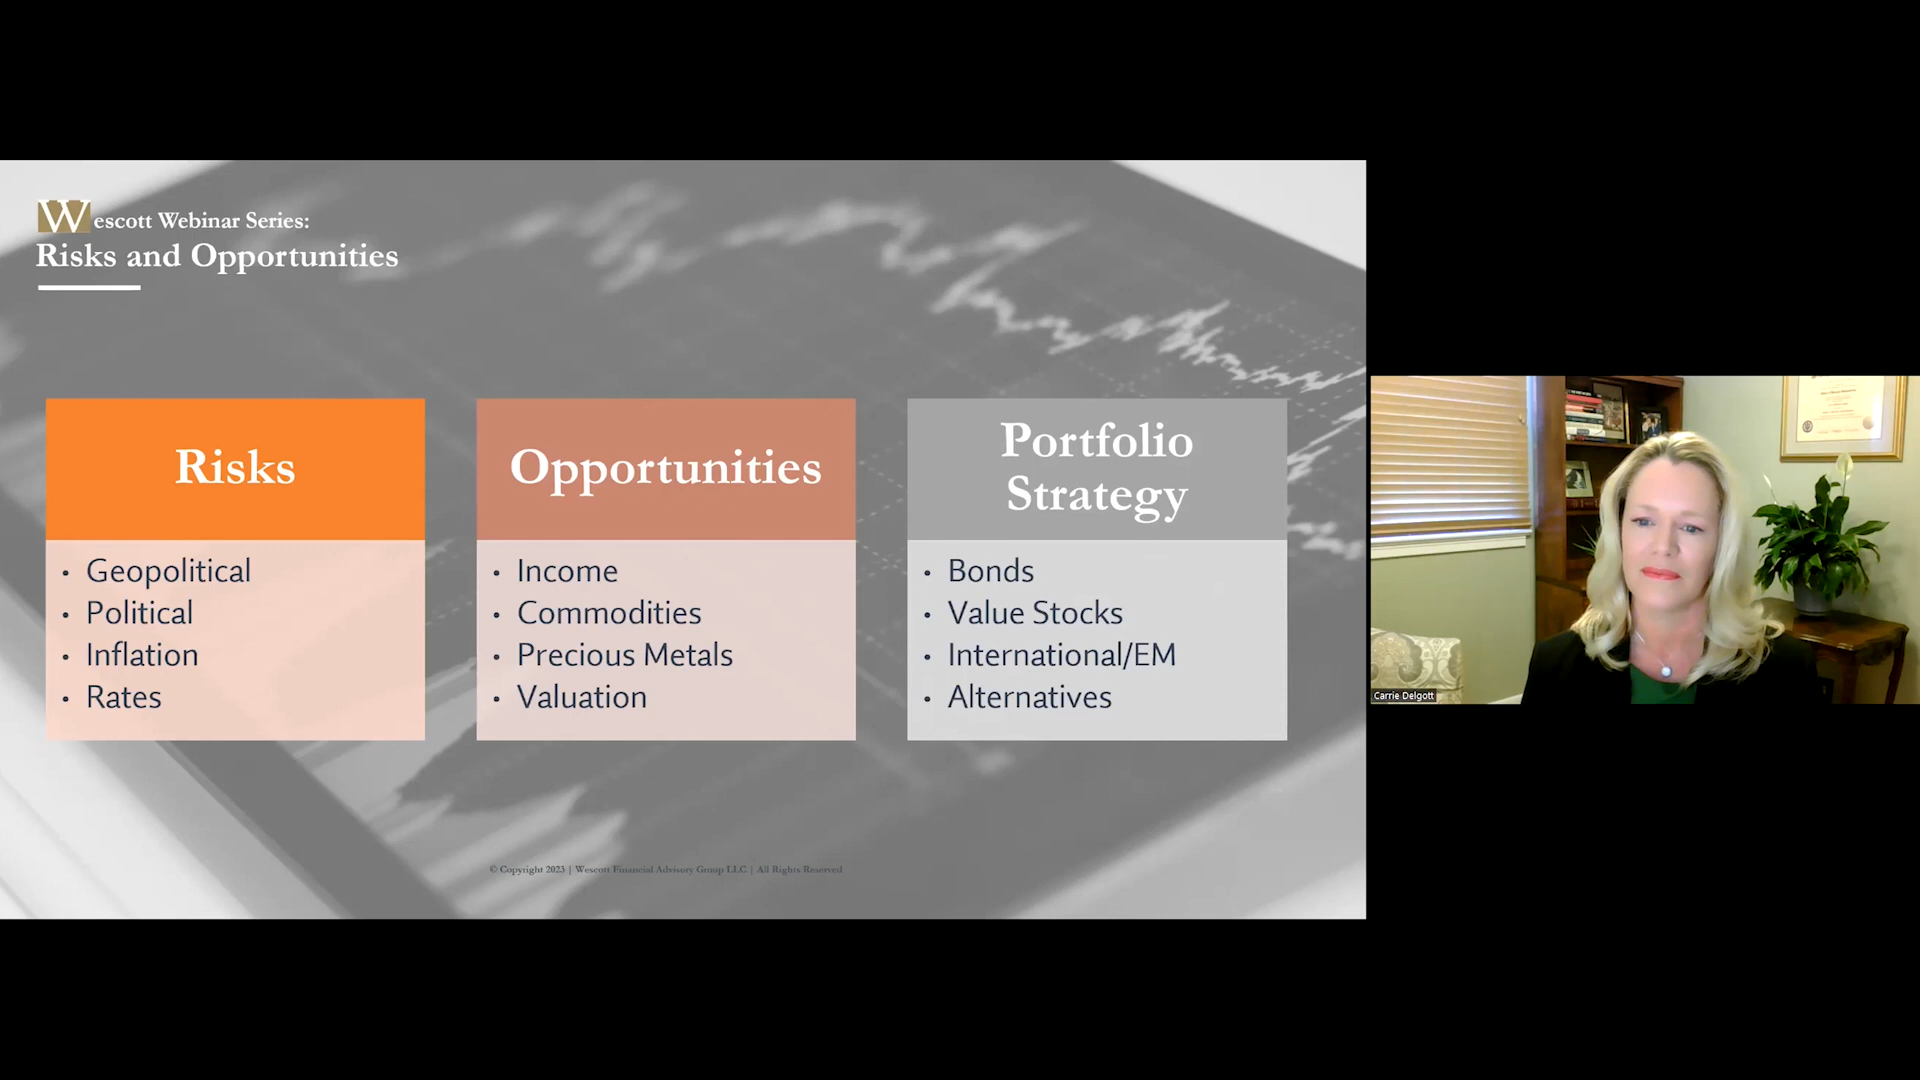 Wescott Webinar Series:
Risks and Opportunities
Risks
• Geopolitical
• Political
• Inflation
• Rates
Opportunities
• Income
• Commodities
• Precious Metals
• Valuation
Portfolio
Strategy
• Bonds
• Value Stocks
• International/EM
• Alternatives
© Copyright 2023 | Wescott Financial Advisory Group LLC | All Rights Reserved
Carrie Delgott